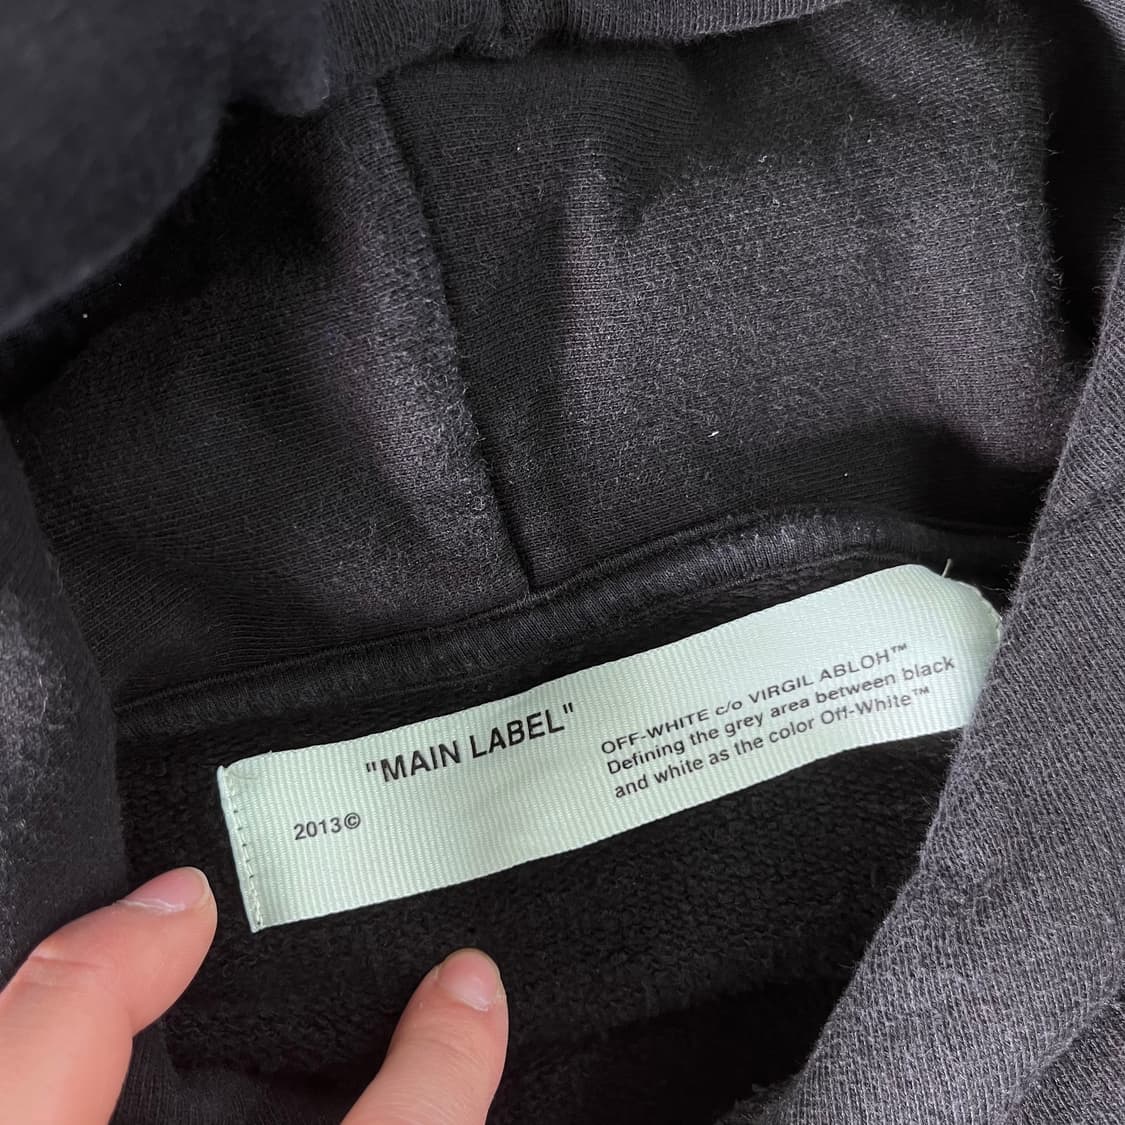 "MAIN LABEL"
2013©
OFF-WHITE c/o VIRGIL ABLOH™
Defining the grey area between black
and white as the color Off-White™